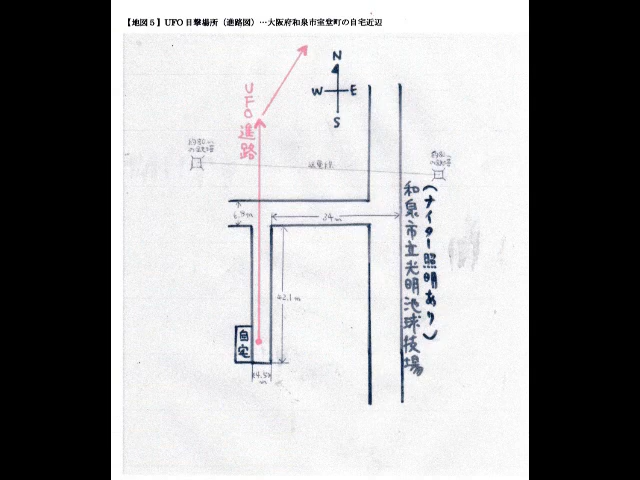 【地図５】UFO目撃場所（進路図）…大阪府和泉市室堂町の自宅近辺
N
W E
S
UFO進路
送電線
34m
42.1m
自宅
和泉市立光明池球技場
（ナイター照明あり）